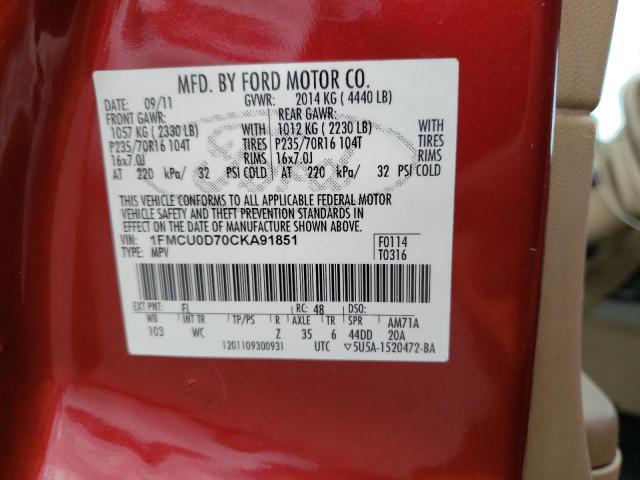 MFD. BY FORD MOTOR CO.
DATE: 09/11 GVWR: 2014 KG ( 4440 LB)
FRONT GAWR: REAR GAWR:
1057 KG ( 2330 LB) WITH 1012 KG ( 2230 LB) WITH
P235/70R16 104T TIRES P235/70R16 104T TIRES
16x7.0J RIMS 16x7.0J RIMS
AT 220 kPa/ 32 PSI COLD AT 220 kPa/ 32 PSI COLD
Ford
THIS VEHICLE CONFORMS TO ALL APPLICABLE FEDERAL MOTOR
VEHICLE SAFETY AND THEFT PREVENTION STANDARDS IN
EFFECT ON THE DATE OF MANUFACTURE SHOWN ABOVE.
VIN: 1FMCU0D70CKA91851 F0114
TYPE: MPV T0316
EXT PNT: FL RC: 48 DSO:
WB INT TR TP/PS R AXLE TR SPR AM71A
103 WC Z 35 6 44DD 20A
1201109300931 UTC ▽5U5A-1520472-BA